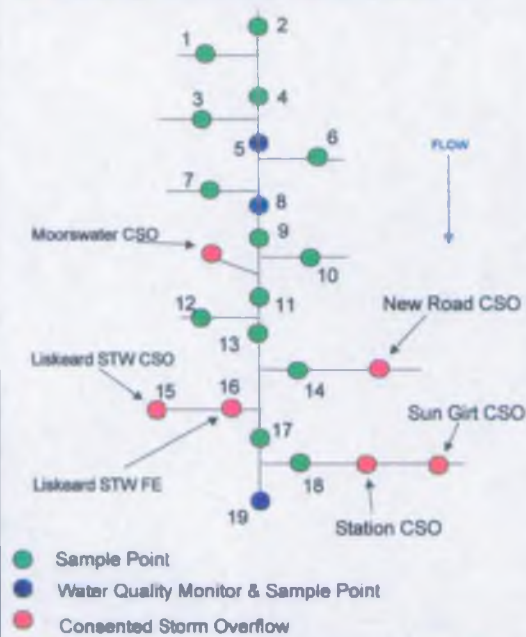 2
1
4
3
5
6
FLOW
7
8
Moorswater CSO
9
10
11
12
13
New Road CSO
Liskeard STW CSO
14
15
16
Sun Girt CSO
17
18
Liskeard STW FE
19
Station CSO
Sample Point
Water Quality Monitor & Sample Point
Consented Storm Overflow